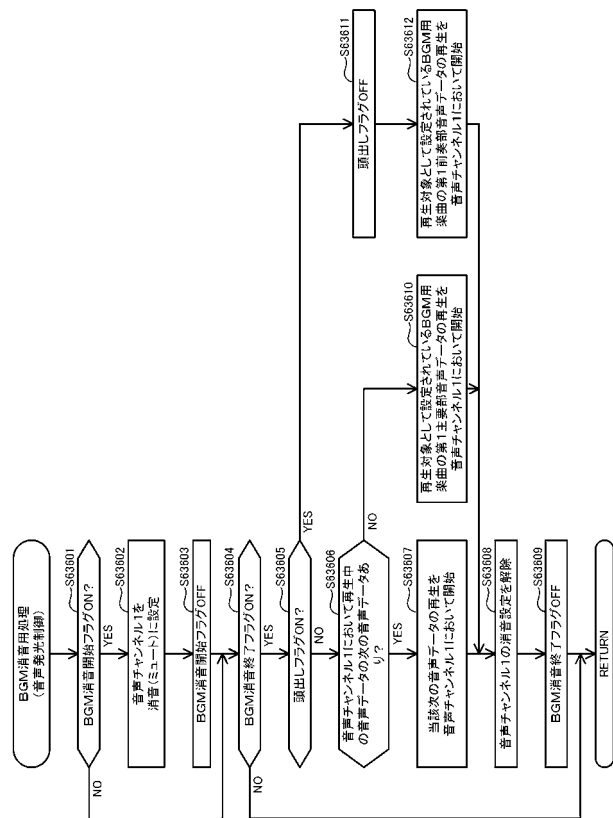 BGM消音用処理
(音声発光制御)
S63601
BGM消音開始フラグON？
NO
YES
S63602
音声チャンネル1を
消音(ミュート)に設定
S63603
BGM消音開始フラグOFF
S63604
BGM消音終了フラグON？
NO
YES
S63605
頭出しフラグON？
YES
NO
S63606
音声チャンネル1において再生中
の音声データの次の音声データあ
り？
NO
YES
S63607
当該次の音声データの再生を
音声チャンネル1において開始
S63608
音声チャンネル1の消音設定を解除
S63609
BGM消音終了フラグOFF
RETURN
S63610
再生対象として設定されているBGM用
楽曲の第1主要部音声データの再生を
音声チャンネル1において開始
S63611
頭出しフラグOFF
S63612
再生対象として設定されているBGM用
楽曲の第1前奏部音声データの再生を
音声チャンネル1において開始